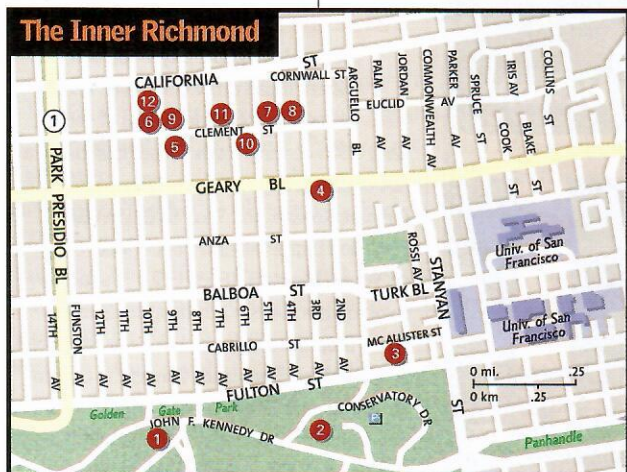 The Inner Richmond
CALIFORNIA ST
CORNWALL ST
EUCLID AV
CLEMENT ST
GEARY BL
ANZA ST
BALBOA ST
TURK BL
CABRILLO ST
MC ALLISTER ST
FULTON ST
JOHN F. KENNEDY DR
CONSERVATORY DR
Golden Gate Park
Panhandle
1
PARK PRESIDIO BL
14TH AV
FUNSTON AV
12TH AV
11TH AV
10TH AV
9TH AV
8TH AV
7TH AV
6TH AV
5TH AV
4TH AV
3RD AV
2ND AV
ARGUELLO BL
PALM AV
JORDAN AV
COMMONWEALTH AV
PARKER AV
SPRUCE ST
IRIS AV
COOK ST
BLAKE ST
COLLINS ST
ROSSI AV
STANYAN ST
Univ. of San
Francisco
Univ. of San
Francisco
12
6
9
11
7
8
5
10
4
3
2
1
0 mi. .25
0 km .25